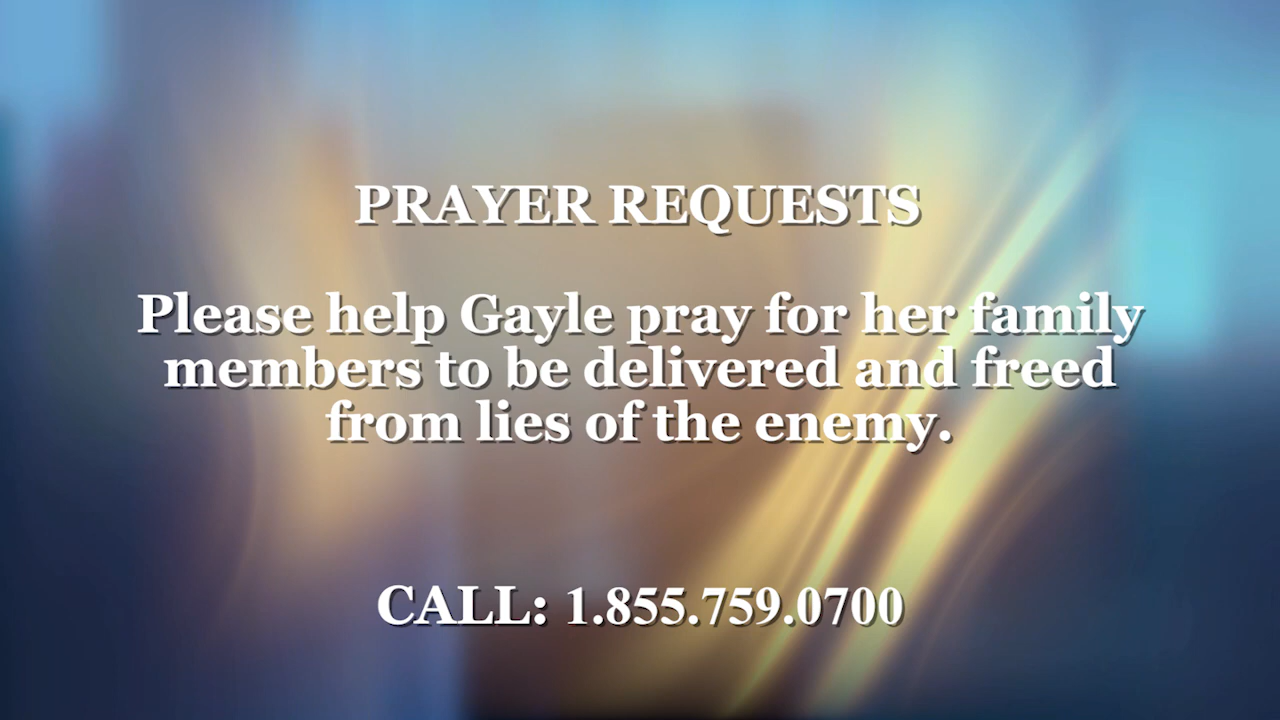 PRAYER REQUESTS
Please help Gayle pray for her family
members to be delivered and freed
from lies of the enemy.
CALL: 1.855.759.0700